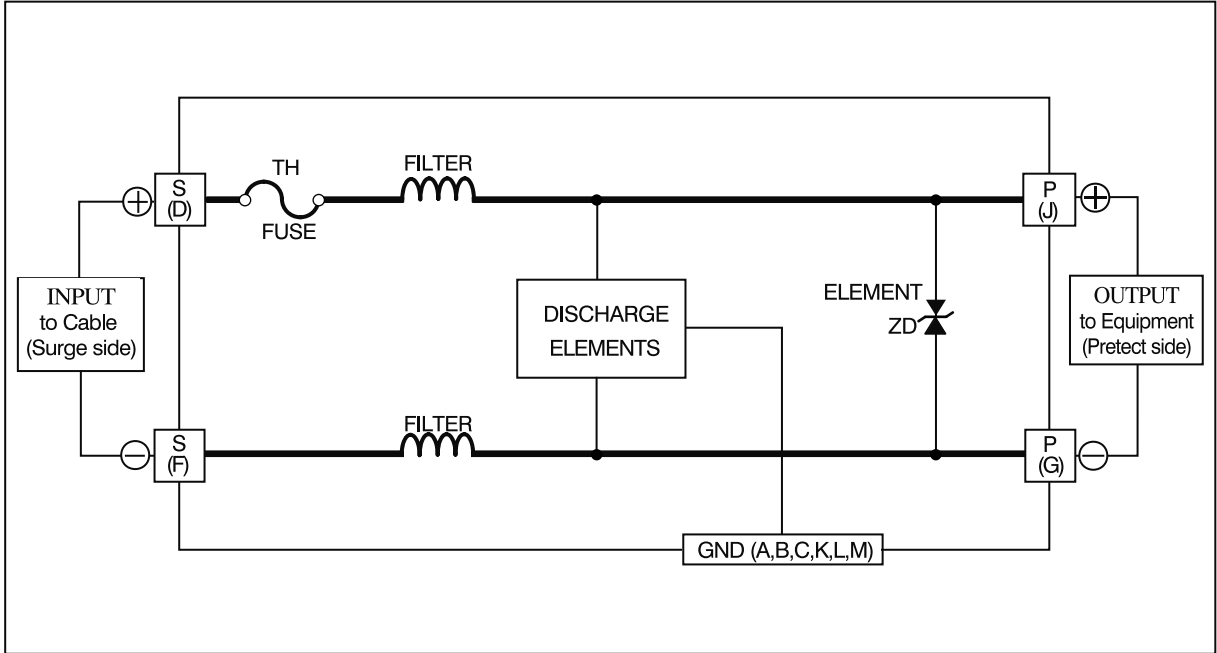 TH
FUSE
FILTER
S
(D)
P
(J)
INPUT
to Cable
(Surge side)
DISCHARGE
ELEMENTS
ELEMENT
ZD
OUTPUT
to Equipment
(Pretect side)
FILTER
S
(F)
P
(G)
GND (A,B,C,K,L,M)